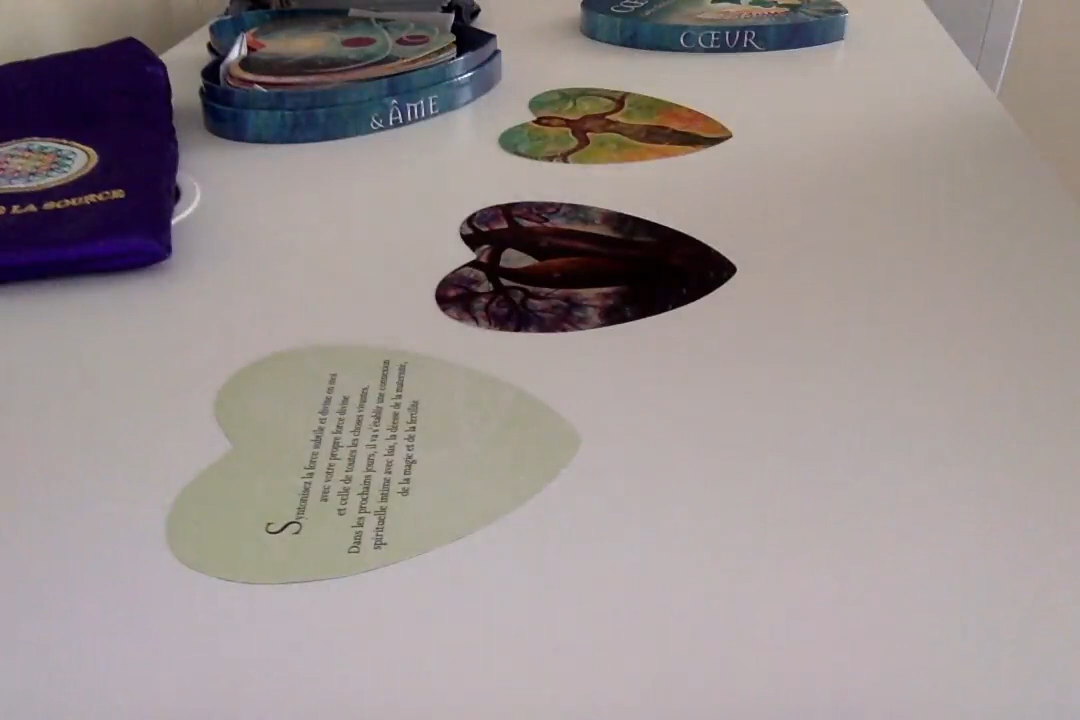 CŒUR
& ÂME
LA SOURCE
Syntonisez la force subtile et divine en moi
avec votre propre force divine
et celle de toutes les choses vivantes.
Dans les prochains jours, il va s'établir une connexion
spirituelle intime avec Isis, la déesse de la maternité,
de la magie et de la fertilité